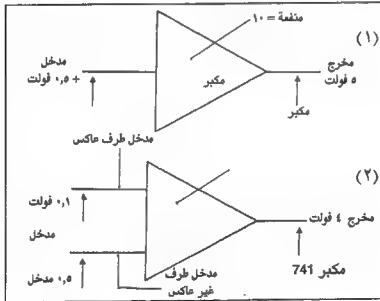 (١)
منفعة = ١٠
مدخل
+ ٠,٥ فولت
مكبر
مخرج
٥ فولت
مكبر
(٢)
مدخل طرف عاكس
٠,١ فولت
مدخل
٠,٥ مدخل
مدخل طرف
غير عاكس
مخرج ٤ فولت
مكبر 741